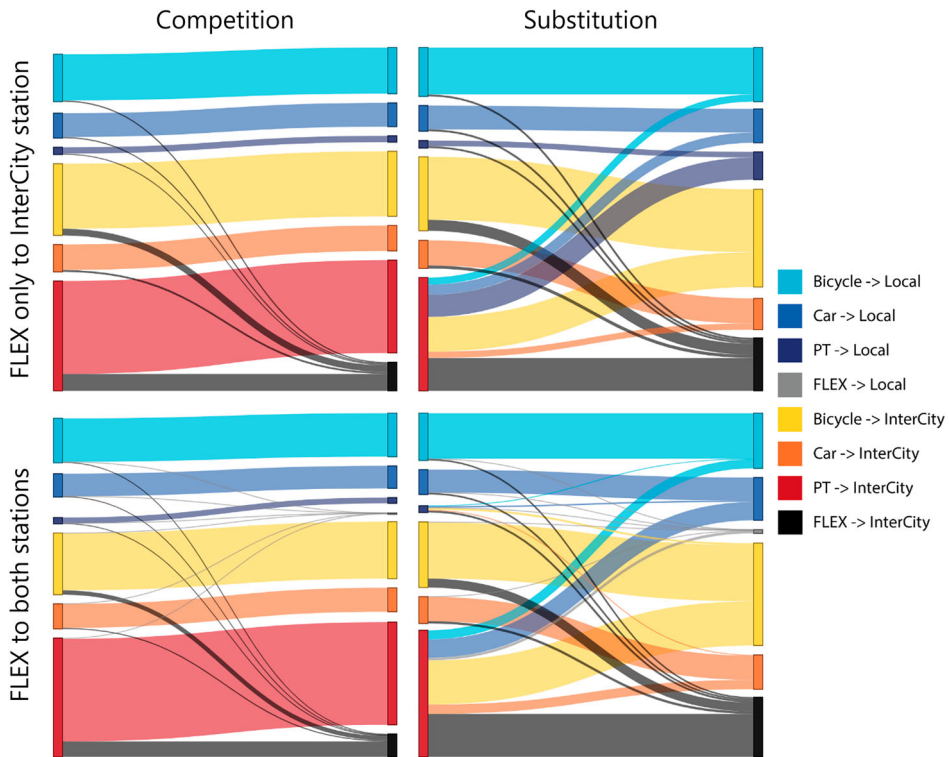 Competition
Substitution
FLEX only to InterCity station
FLEX to both stations
Bicycle -> Local
Car -> Local
PT -> Local
FLEX -> Local
Bicycle -> InterCity
Car -> InterCity
PT -> InterCity
FLEX -> InterCity